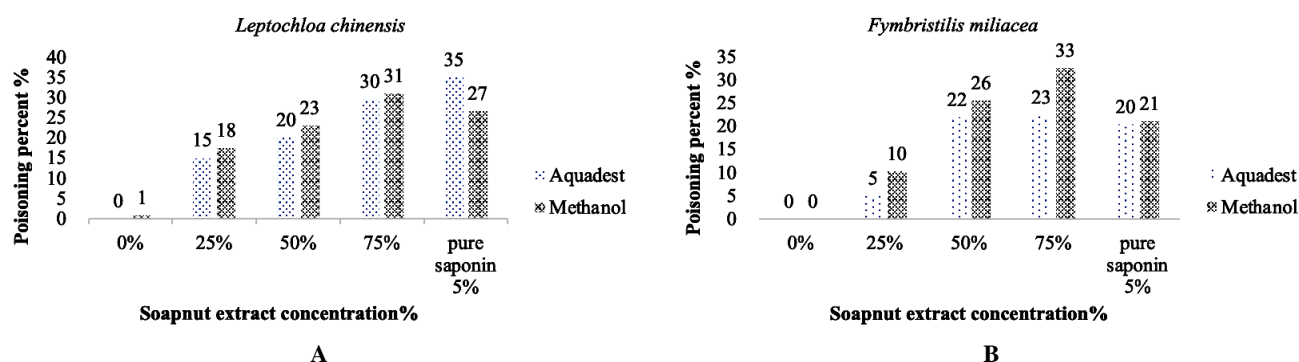 Leptochloa chinensis
Poisoning percent %
40
35
30
25
20
15
10
5
0
0 1
15 18
20 23
30 31
35 27
0% 25% 50% 75% pure
saponin
5%
Aquadest
Methanol
Soapnut extract concentration%
A
Fymbristilis miliacea
Poisoning percent %
35
30
25
20
15
10
5
0
0 0
5 10
22 26
23 33
20 21
0% 25% 50% 75% pure
saponin
5%
Aquadest
Methanol
Soapnut extract concentration%
B